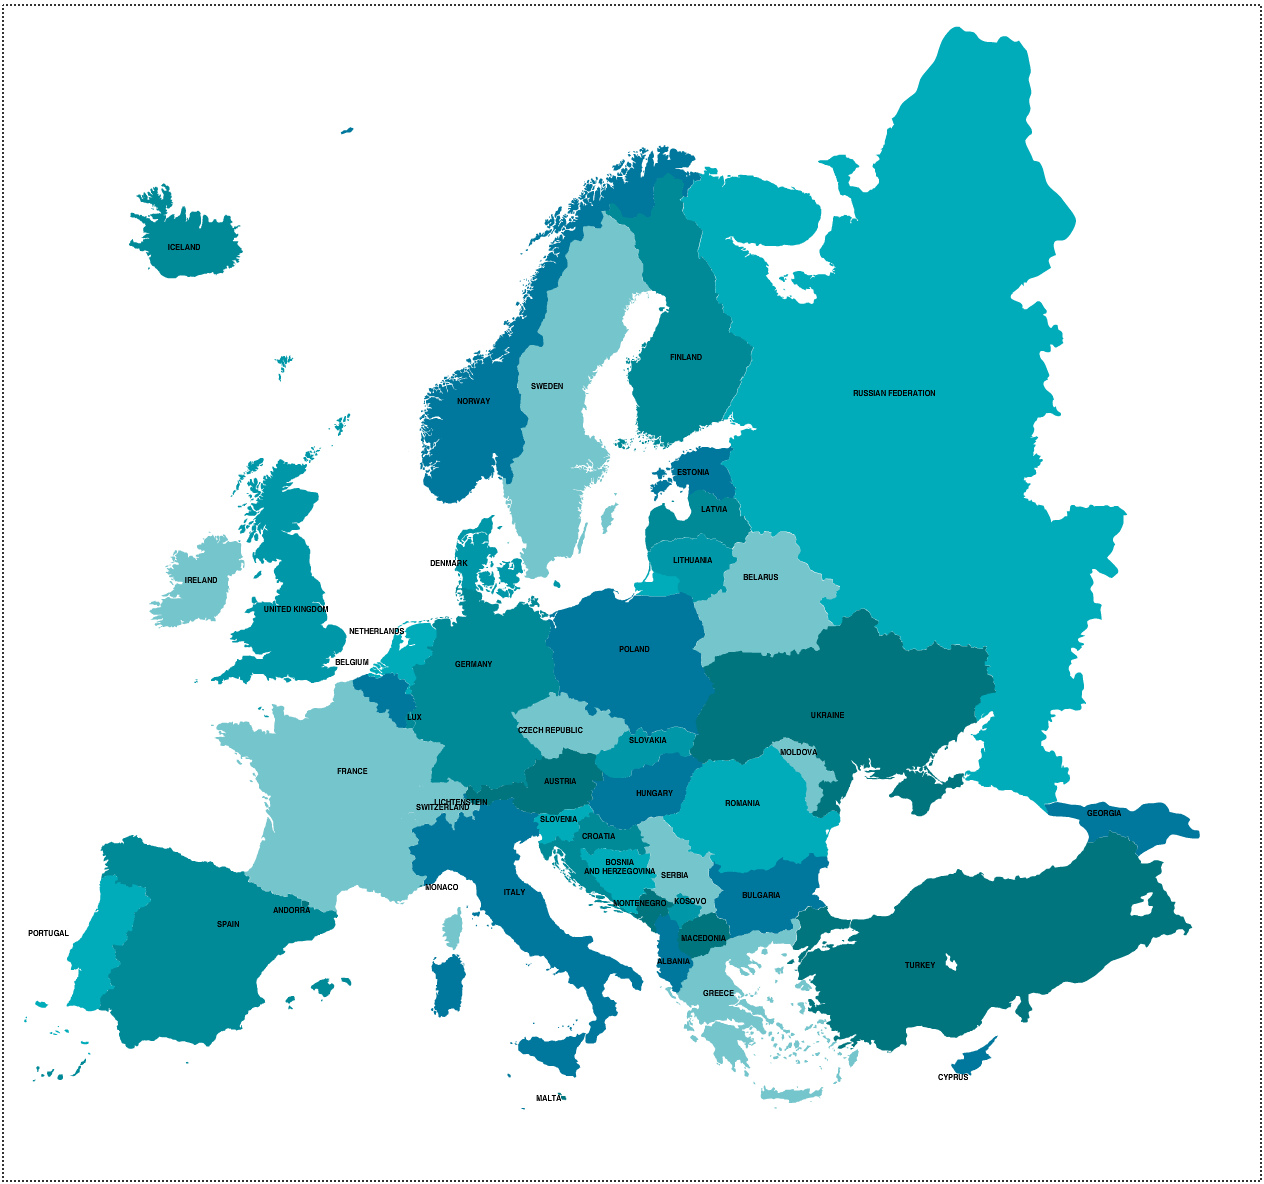 ICELAND
FINLAND
SWEDEN
RUSSIAN FEDERATION
NORWAY
ESTONIA
LATVIA
LITHUANIA
DENMARK
BELARUS
IRELAND
UNITED KINGDOM
NETHERLANDS
POLAND
BELGIUM
GERMANY
LUX
UKRAINE
CZECH REPUBLIC
SLOVAKIA
MOLDOVA
FRANCE
AUSTRIA
HUNGARY
LICHTENSTEIN
SWITZERLAND
ROMANIA
GEORGIA
SLOVENIA
CROATIA
BOSNIA
AND HERZEGOVINA
SERBIA
MONACO
ITALY
BULGARIA
KOSOVO
MONTENEGRO
ANDORRA
SPAIN
PORTUGAL
MACEDONIA
ALBANIA
TURKEY
GREECE
CYPRUS
MALTA